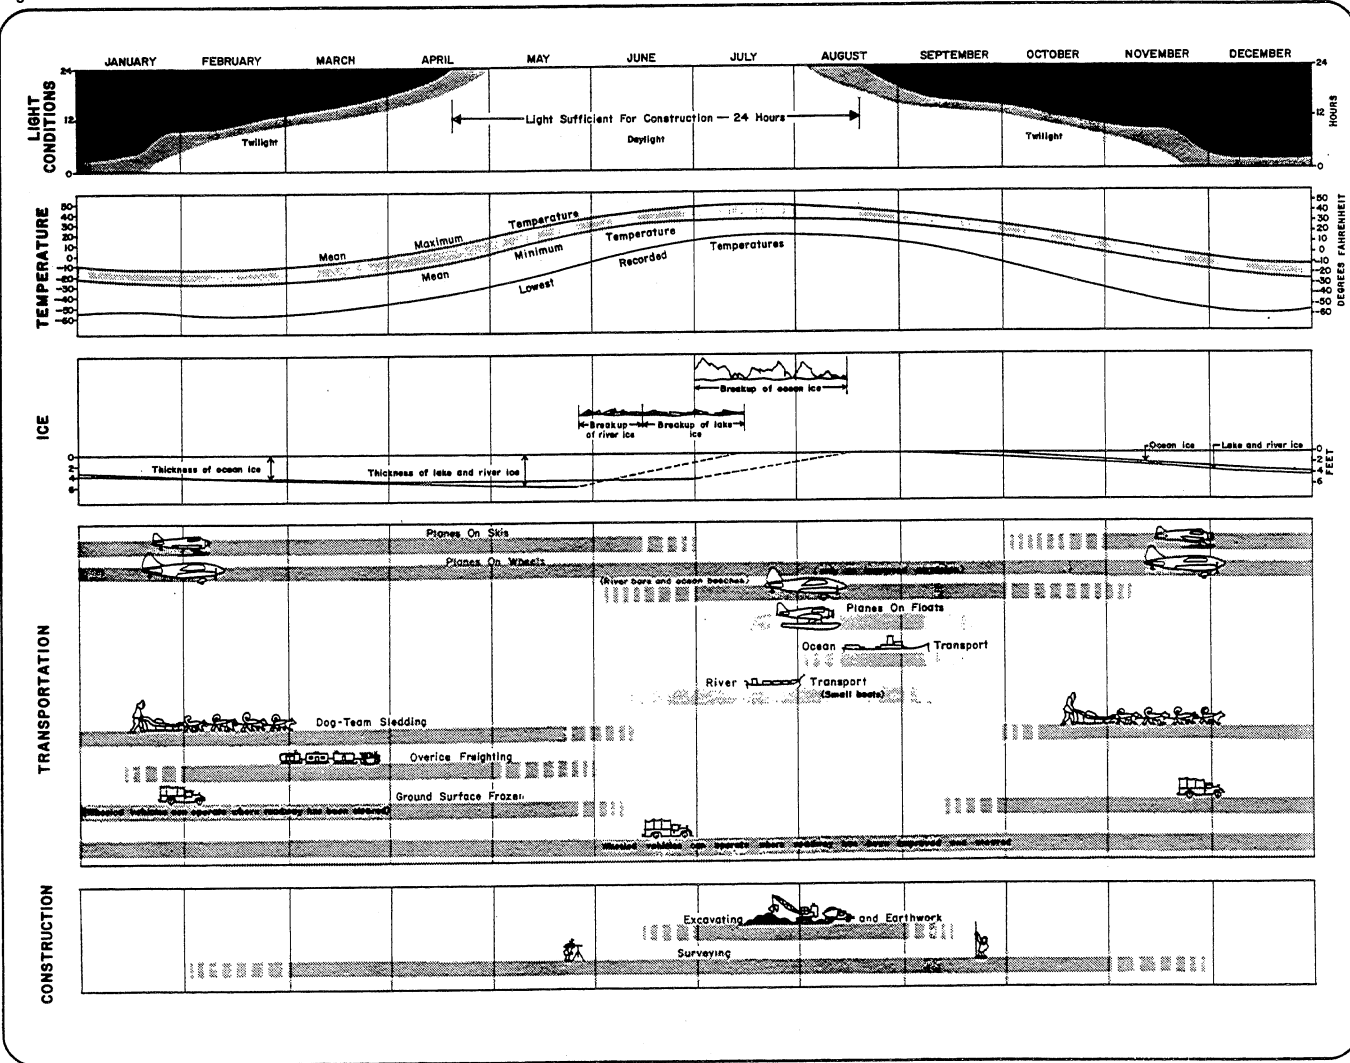 JANUARY FEBRUARY MARCH APRIL MAY JUNE JULY AUGUST SEPTEMBER OCTOBER NOVEMBER DECEMBER
LIGHT CONDITIONS
24
12
0
Twilight
Light Sufficient For Construction — 24 Hours
Daylight
Twilight
24
12
0
HOURS
TEMPERATURE
50
40
30
20
10
0
-10
-20
-30
-40
-50
-60
Mean Maximum Temperature
Mean Minimum Temperature
Lowest Recorded Temperatures
50
40
30
20
10
0
-10
-20
-30
-40
-50
-60
DEGREES FAHRENHEIT
ICE
Breakup of ocean ice
Breakup of river ice
Breakup of lake ice
0
2
4
6
Thickness of ocean ice
Thickness of lake and river ice
Ocean ice
Lake and river ice
0
2
4
6
FEET
TRANSPORTATION
Planes On Skis
Planes On Wheels
(River bars and ocean beaches)
Planes On Floats
Ocean Transport
River Transport
(Small boats)
Dog-Team Sledding
Overice Freighting
Ground Surface Frozen
(Wheeled vehicles can operate where roadway has been cleared)
Wheeled vehicles can operate where roadway has been improved and
CONSTRUCTION
Excavating and Earthwork
Surveying